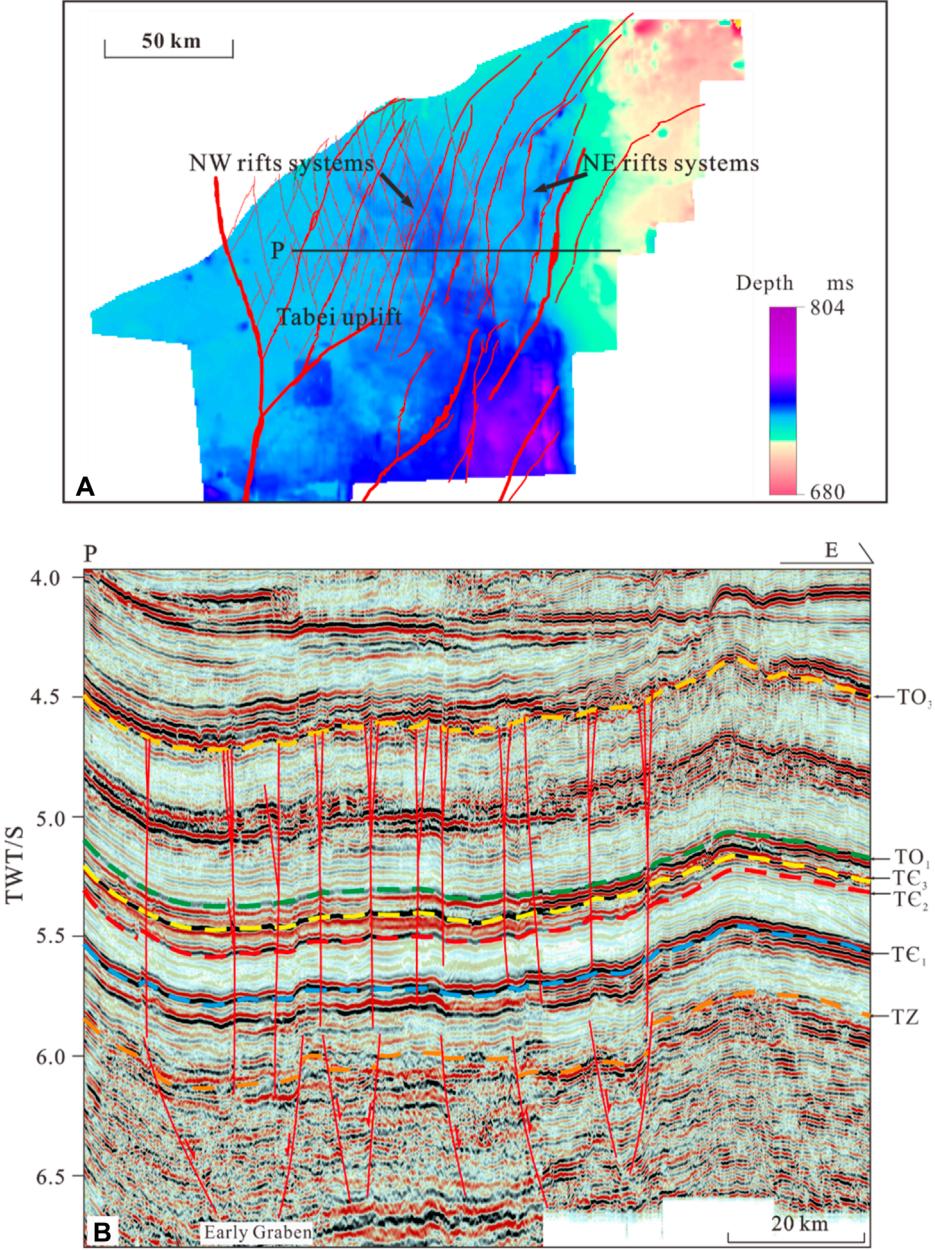 50 km
NW rifts systems
NE rifts systems
P
Tabei uplift
Depth ms
804
680
A
P
E
4.0
4.5
5.0
5.5
6.0
6.5
TWT/S
TO₃
TO₁
TЄ₃
TЄ₂
TЄ₁
TZ
Early Graben
20 km
B